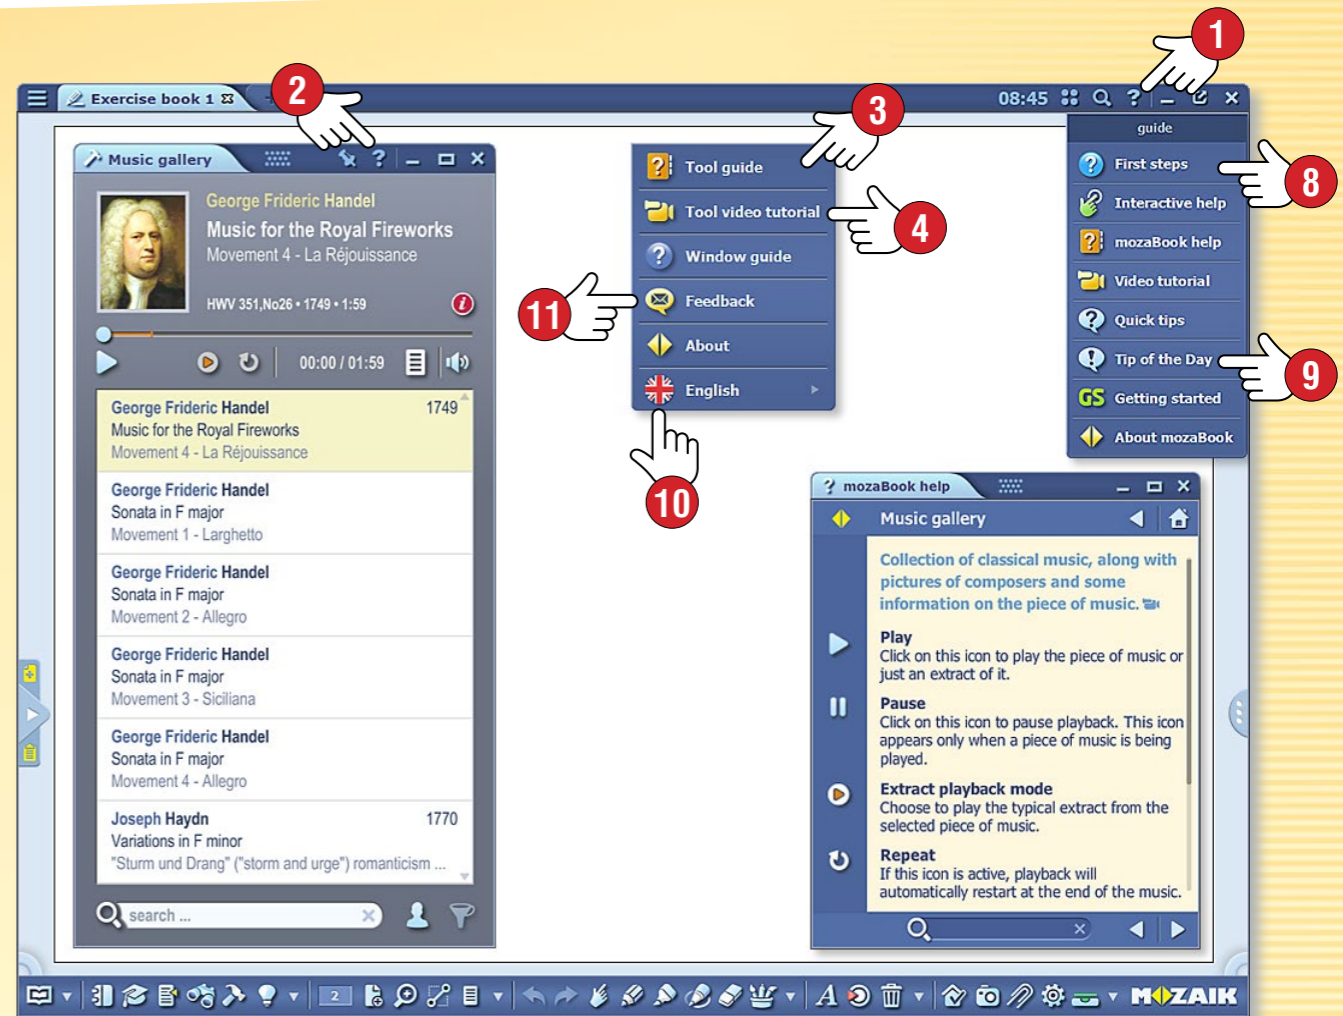 1
2
Exercise book 1
08:45
3
guide
Music gallery
Tool guide
First steps
8
George Frideric Handel
Music for the Royal Fireworks
Movement 4 - La Réjouissance
HWV 351,No26 • 1749 • 1:59
Tool video tutorial
4
Interactive help
Window guide
mozaBook help
11
Feedback
Video tutorial
About
Quick tips
English
Tip of the Day
9
Getting started
GS
About mozaBook
10
00:00 / 01:59
George Frideric Handel 1749
Music for the Royal Fireworks
Movement 4 - La Réjouissance
George Frideric Handel
Sonata in F major
Movement 1 - Larghetto
George Frideric Handel
Sonata in F major
Movement 2 - Allegro
George Frideric Handel
Sonata in F major
Movement 3 - Siciliana
George Frideric Handel
Sonata in F major
Movement 4 - Allegro
Joseph Haydn 1770
Variations in F minor
"Sturm und Drang" ("storm and urge") romanticism ...
search ...
mozaBook help
Music gallery
Collection of classical music, along with
pictures of composers and some
information on the piece of music.
Play
Click on this icon to play the piece of music or
just an extract of it.
Pause
Click on this icon to pause playback. This icon
appears only when a piece of music is being
played.
Extract playback mode
Choose to play the typical extract from the
selected piece of music.
Repeat
If this icon is active, playback will
automatically restart at the end of the music.
2
A
MOZAIK